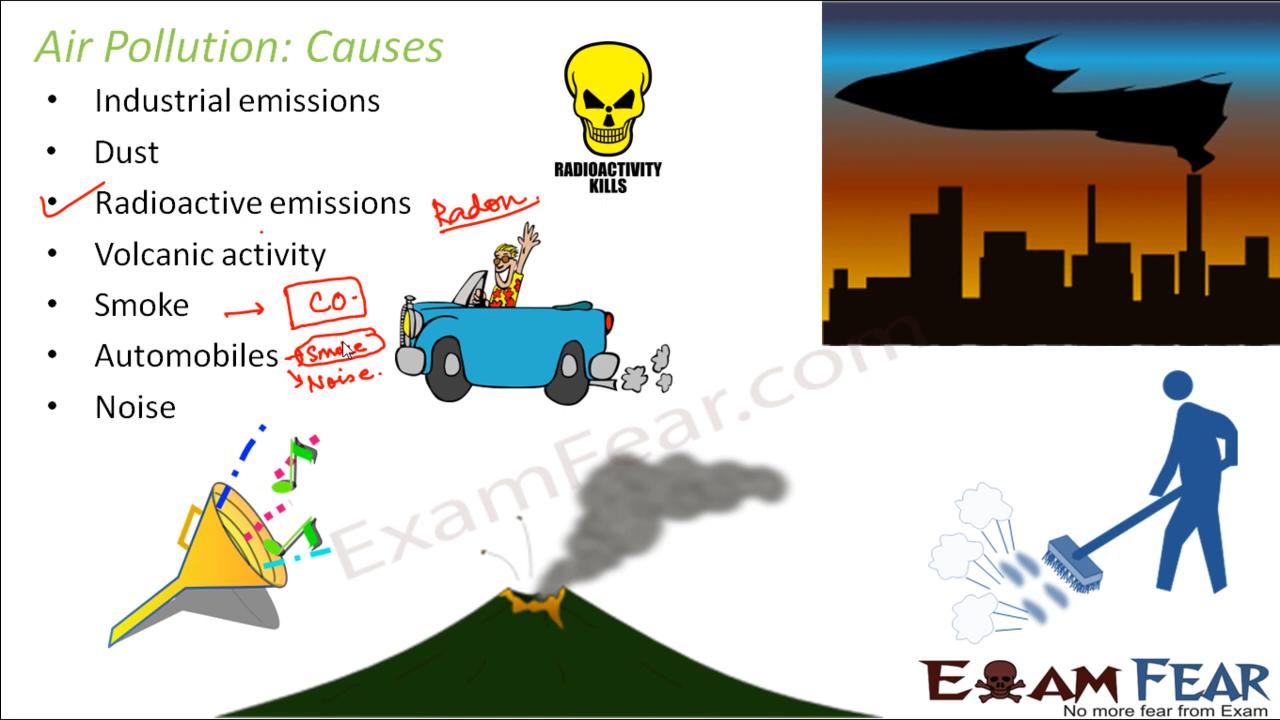 Air Pollution: Causes
• Industrial emissions
• Dust
• Radioactive emissions
Radon.
• Volcanic activity
• Smoke → CO
• Automobiles → Smoke
Noise.
• Noise
RADIOACTIVITY
KILLS
ExamFear.com
EXAM FEAR
No more fear from Exam